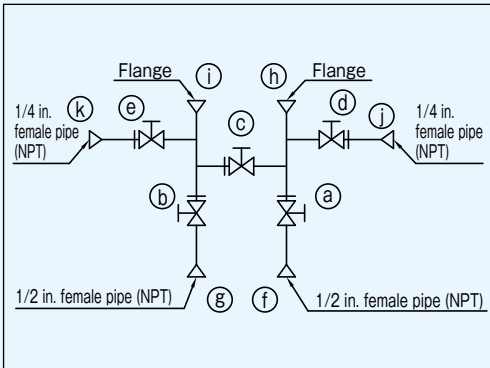 Flange
i
h
Flange
k
e
d
j
1/4 in.
female pipe
(NPT)
c
1/4 in.
female pipe
(NPT)
b
a
1/2 in. female pipe (NPT)
g
f
1/2 in. female pipe (NPT)